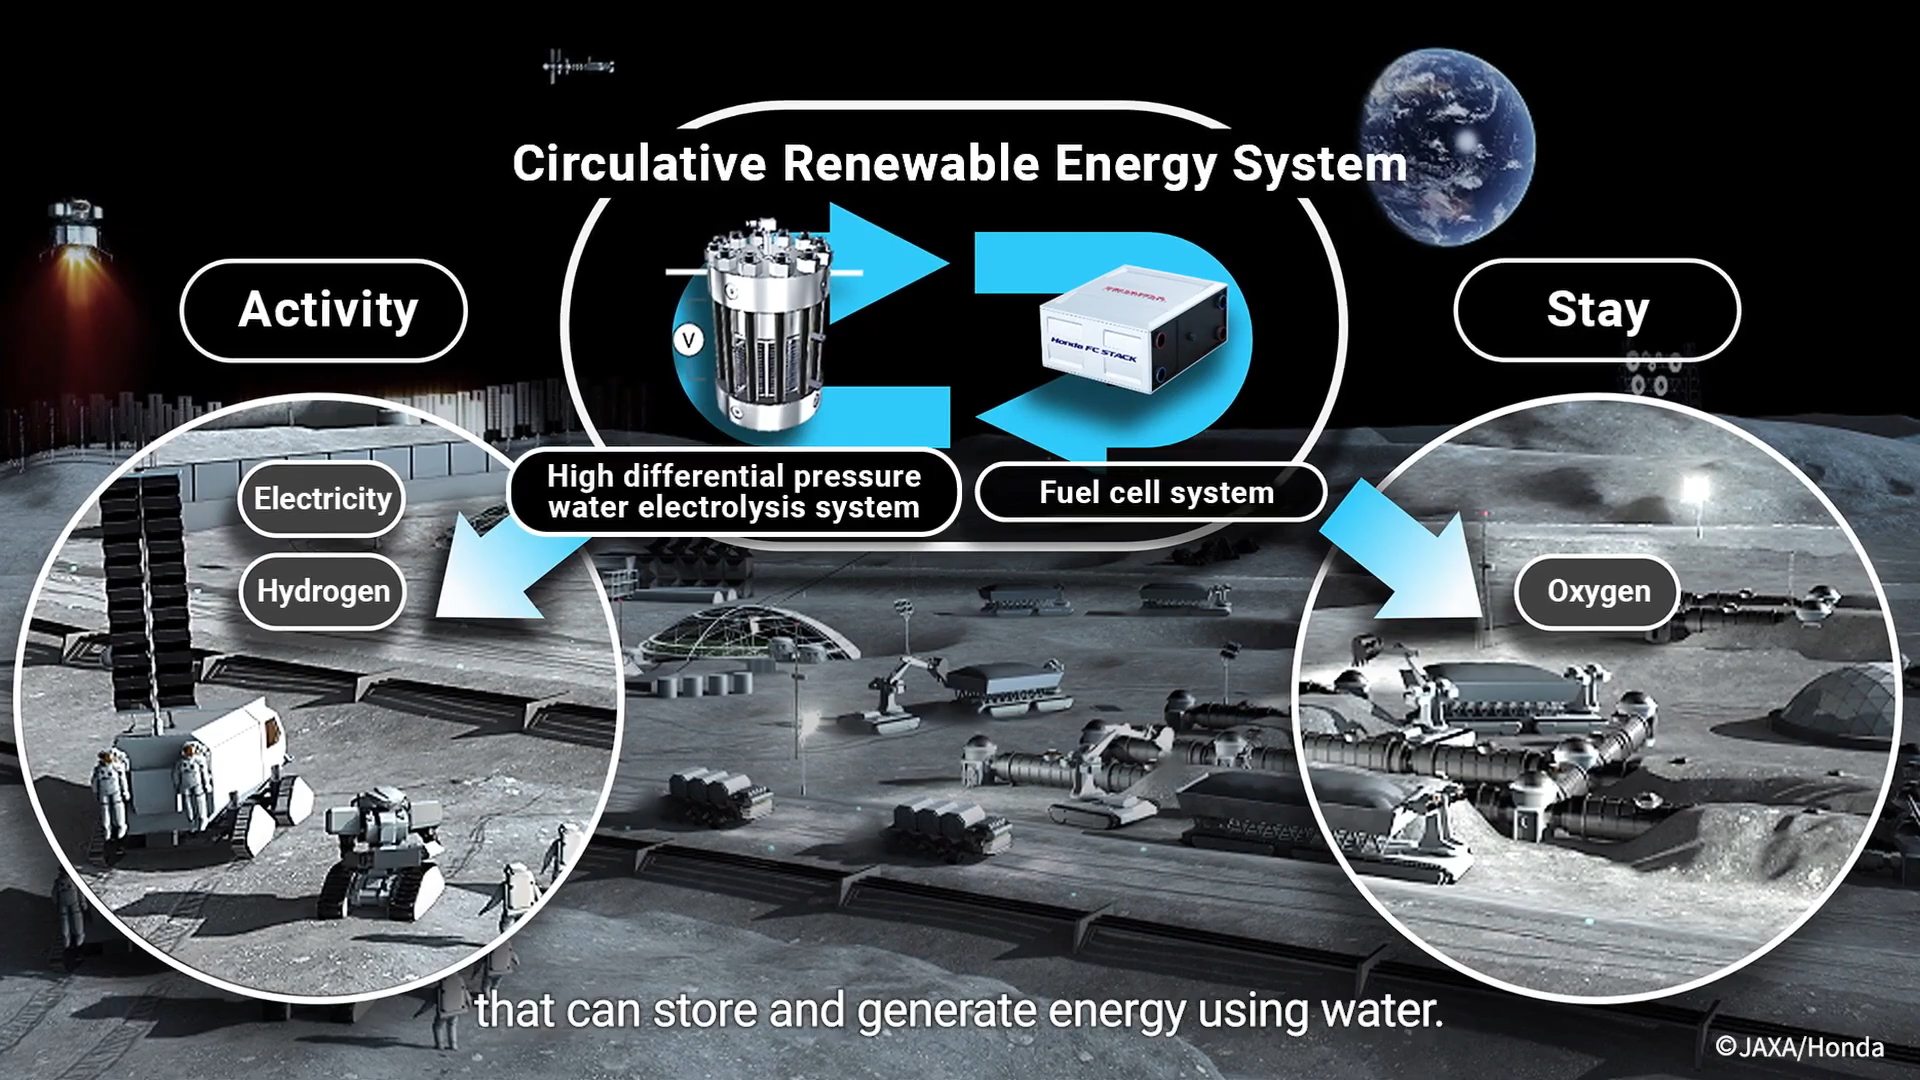 Circulative Renewable Energy System
Activity
Stay
V
HONDA
Honda FC STACK
High differential pressure
water electrolysis system
Fuel cell system
Electricity
Hydrogen
Oxygen
that can store and generate energy using water.
©JAXA/Honda